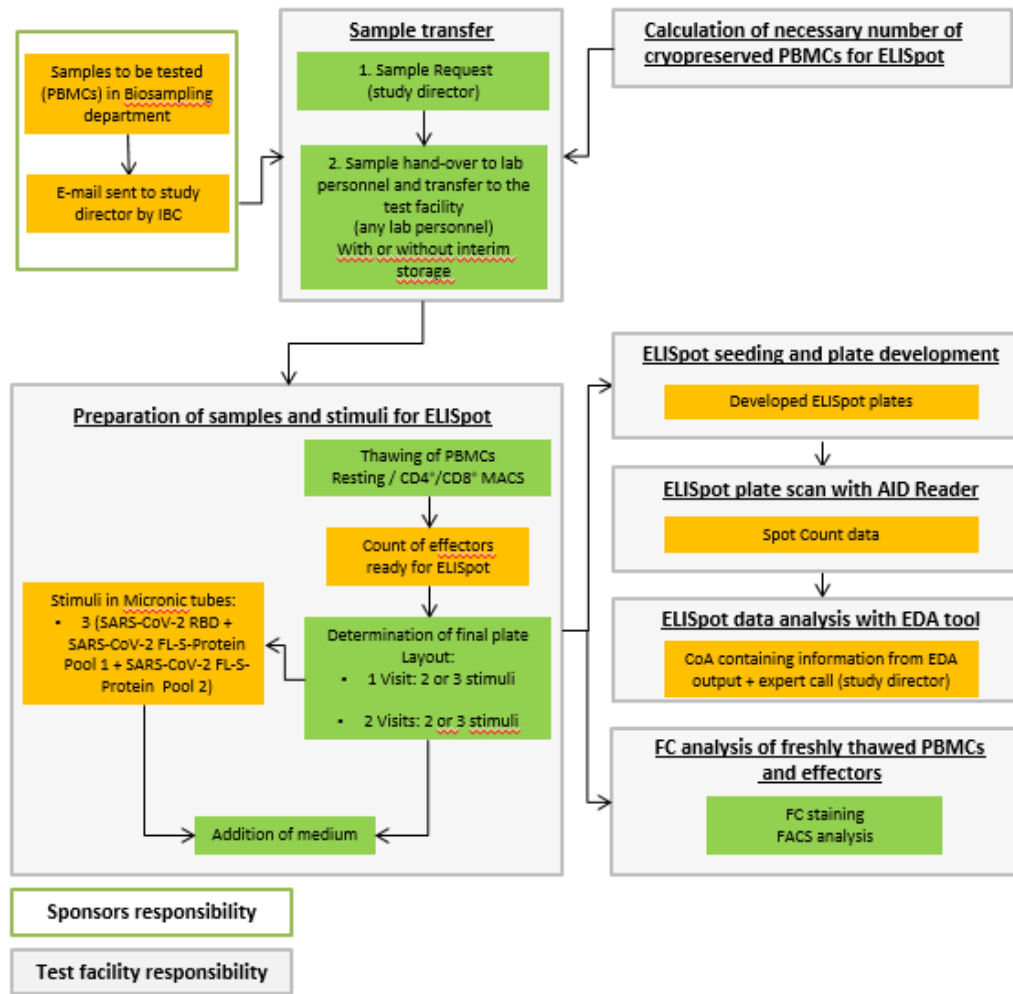 Samples to be tested
(PBMCs) in Biosampling
department
E-mail sent to study
director by IBC
Sample transfer
1. Sample Request
(study director)
2. Sample hand-over to lab
personnel and transfer to the
test facility
(any lab personnel)
With or without interim
storage
Calculation of necessary number of
cryopreserved PBMCs for ELISpot
Preparation of samples and stimuli for ELISpot
Thawing of PBMCs
Resting / CD4⁺/CD8⁺ MACS
Count of effectors
ready for ELISpot
Stimuli in Micronic tubes:
▪ 3 (SARS-CoV-2 RBD +
SARS-CoV-2 FL-S-Protein
Pool 1 + SARS-CoV-2 FL-S-
Protein Pool 2)
Determination of final plate
Layout:
▪ 1 Visit: 2 or 3 stimuli
▪ 2 Visits: 2 or 3 stimuli
Addition of medium
ELISpot seeding and plate development
Developed ELISpot plates
ELISpot plate scan with AID Reader
Spot Count data
ELISpot data analysis with EDA tool
CoA containing information from EDA
output + expert call (study director)
FC analysis of freshly thawed PBMCs
and effectors
FC staining
FACS analysis
Sponsors responsibility
Test facility responsibility